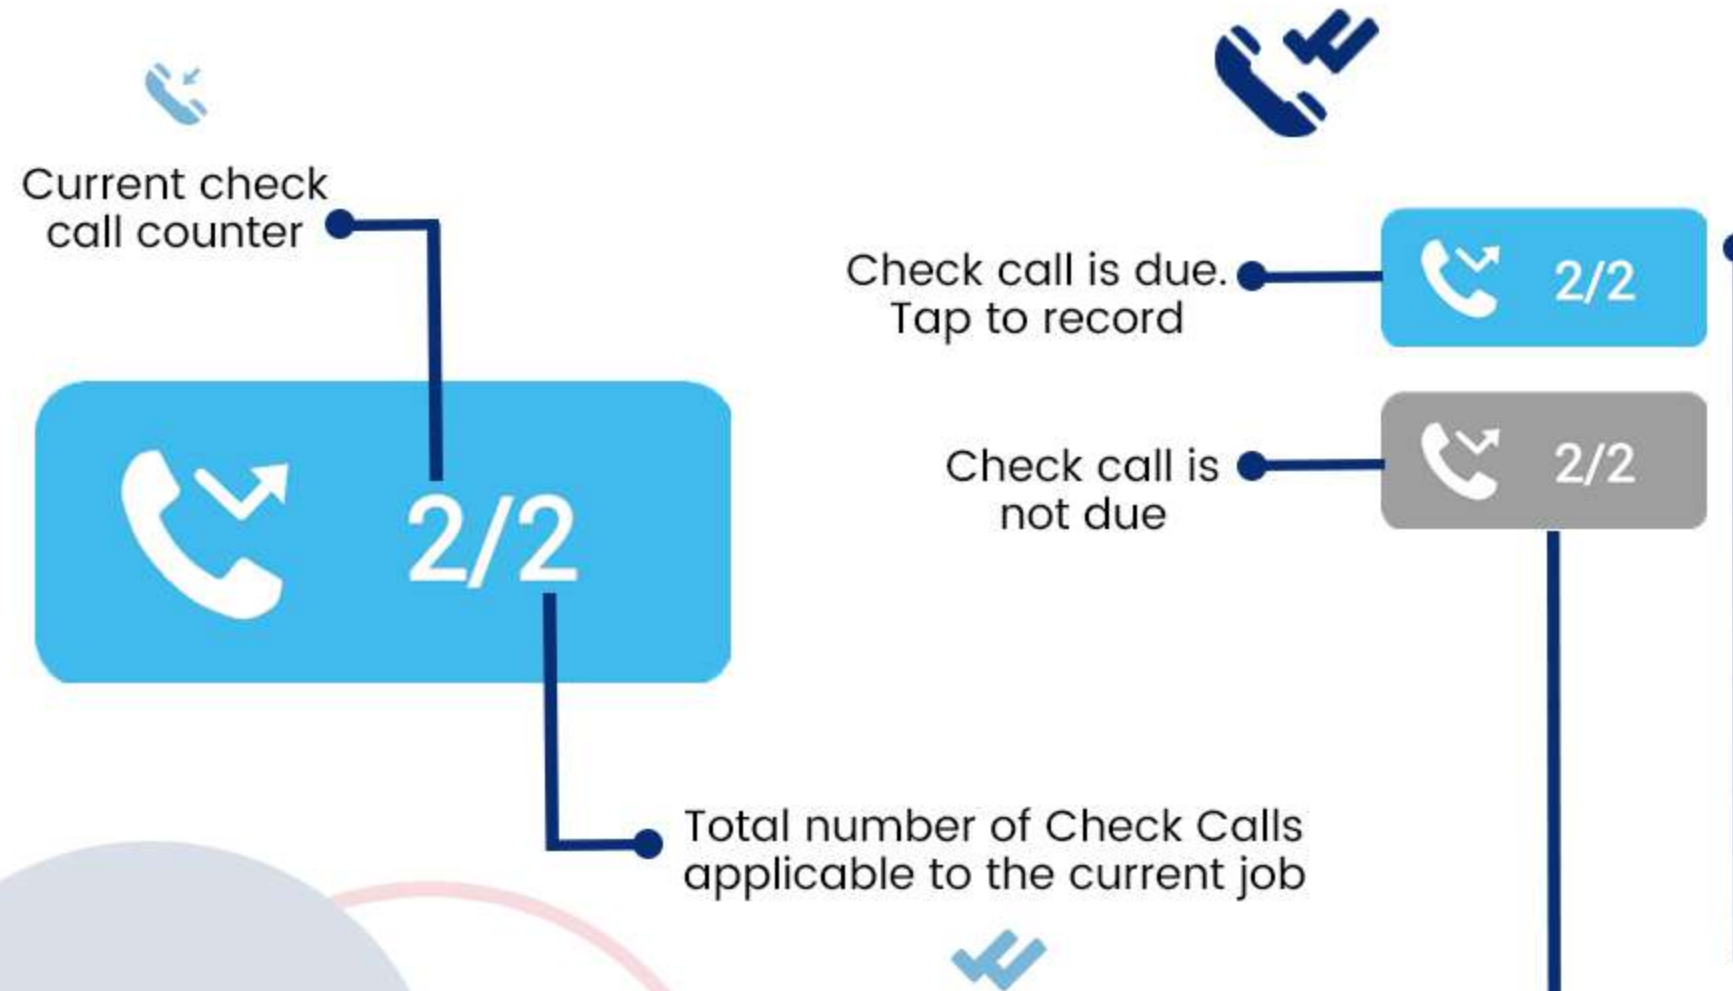 Current check
call counter
2/2
Total number of Check Calls
applicable to the current job
Check call is due.
Tap to record
2/2
Check call is
not due
2/2